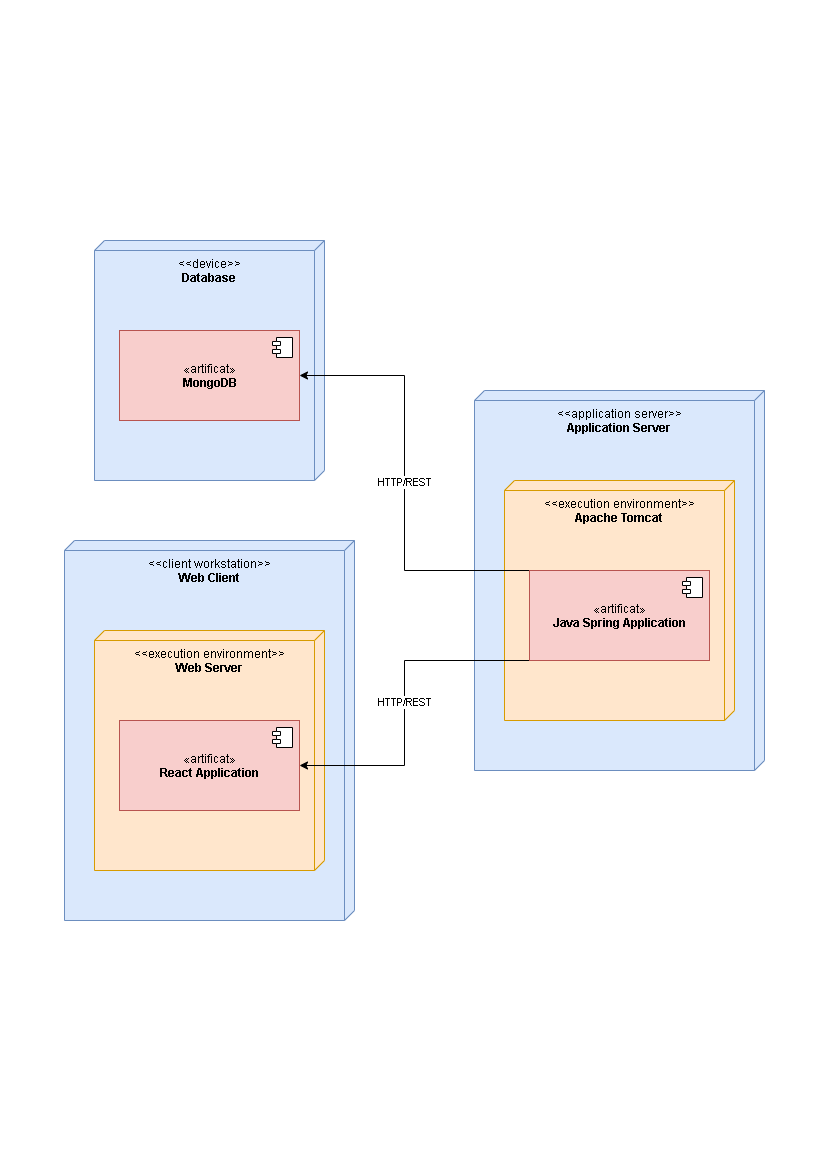 <<device>>
Database
«artificat»
MongoDB
<<application server>>
Application Server
HTTP/REST
<<execution environment>>
Apache Tomcat
<<client workstation>>
Web Client
«artificat»
Java Spring Application
<<execution environment>>
Web Server
HTTP/REST
«artificat»
React Application